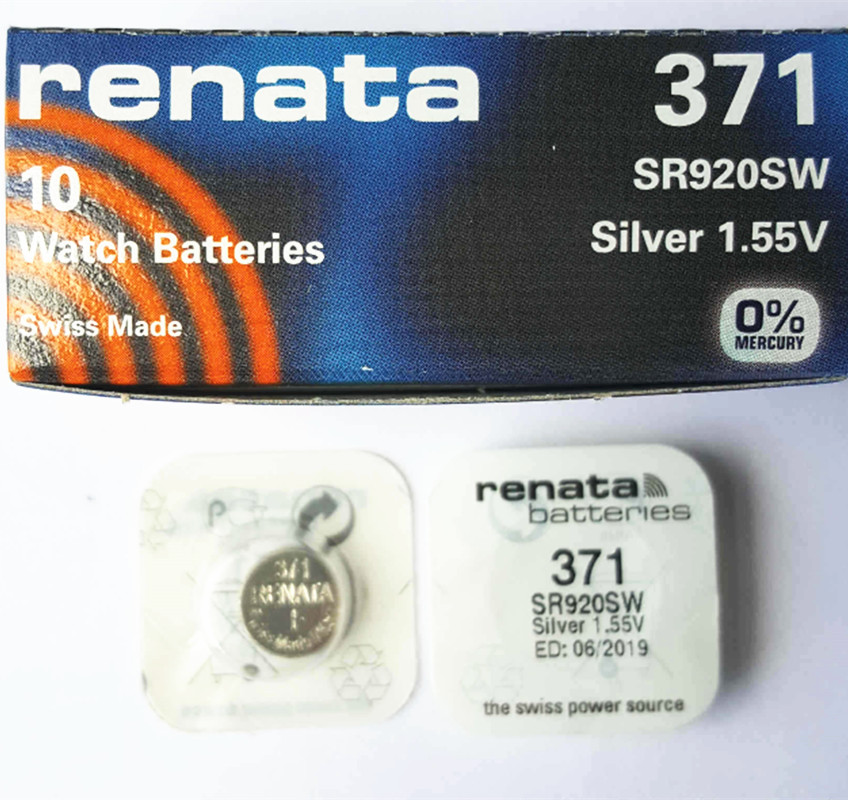 renata
371
SR920SW
10
Watch Batteries
Silver 1.55V
Swiss Made
0%
MERCURY
371
RENATA
renata
batteries
371
SR920SW
Silver 1.55V
ED: 06/2019
the swiss power source